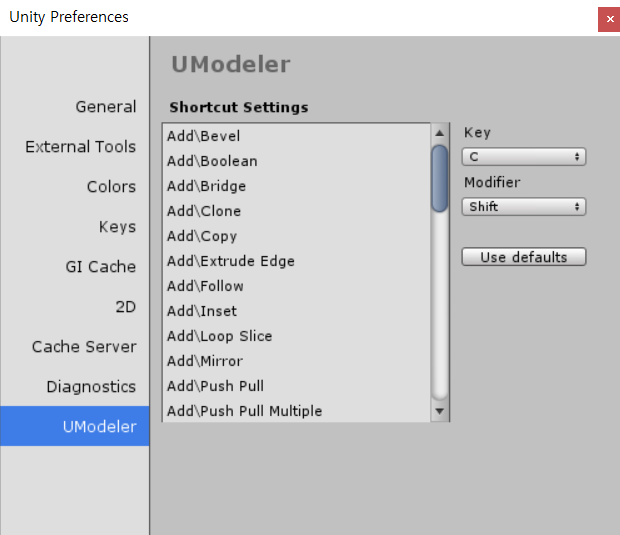 Unity Preferences
General
External Tools
Colors
Keys
GI Cache
2D
Cache Server
Diagnostics
UModeler
UModeler
Shortcut Settings
Add\Bevel
Add\Boolean
Add\Bridge
Add\Clone
Add\Copy
Add\Extrude Edge
Add\Follow
Add\Inset
Add\Loop Slice
Add\Mirror
Add\Push Pull
Add\Push Pull Multiple
Key
C
Modifier
Shift
Use defaults